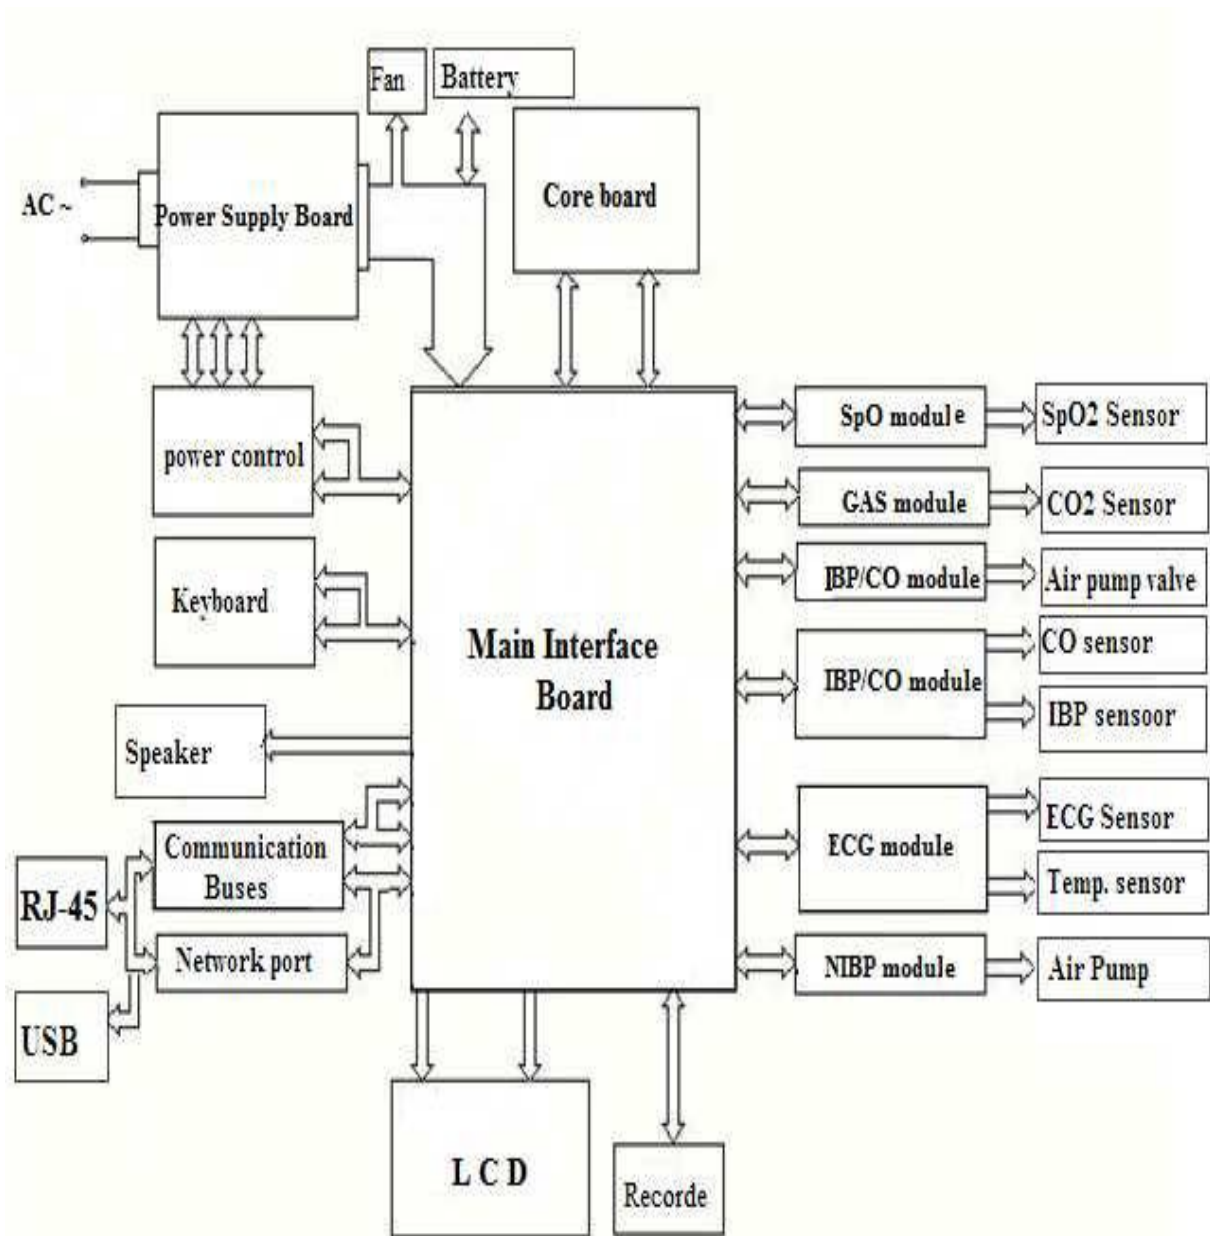 Fan
Battery
Core board
AC ~
Power Supply Board
power control
Keyboard
Speaker
Communication
Buses
RJ-45
Network port
USB
Main Interface
Board
SpO module
SpO2 Sensor
GAS module
CO2 Sensor
IBP/CO module
Air pump valve
IBP/CO module
CO sensor
IBP sensoor
ECG module
ECG Sensor
Temp. sensor
NIBP module
Air Pump
L C D
Recorde